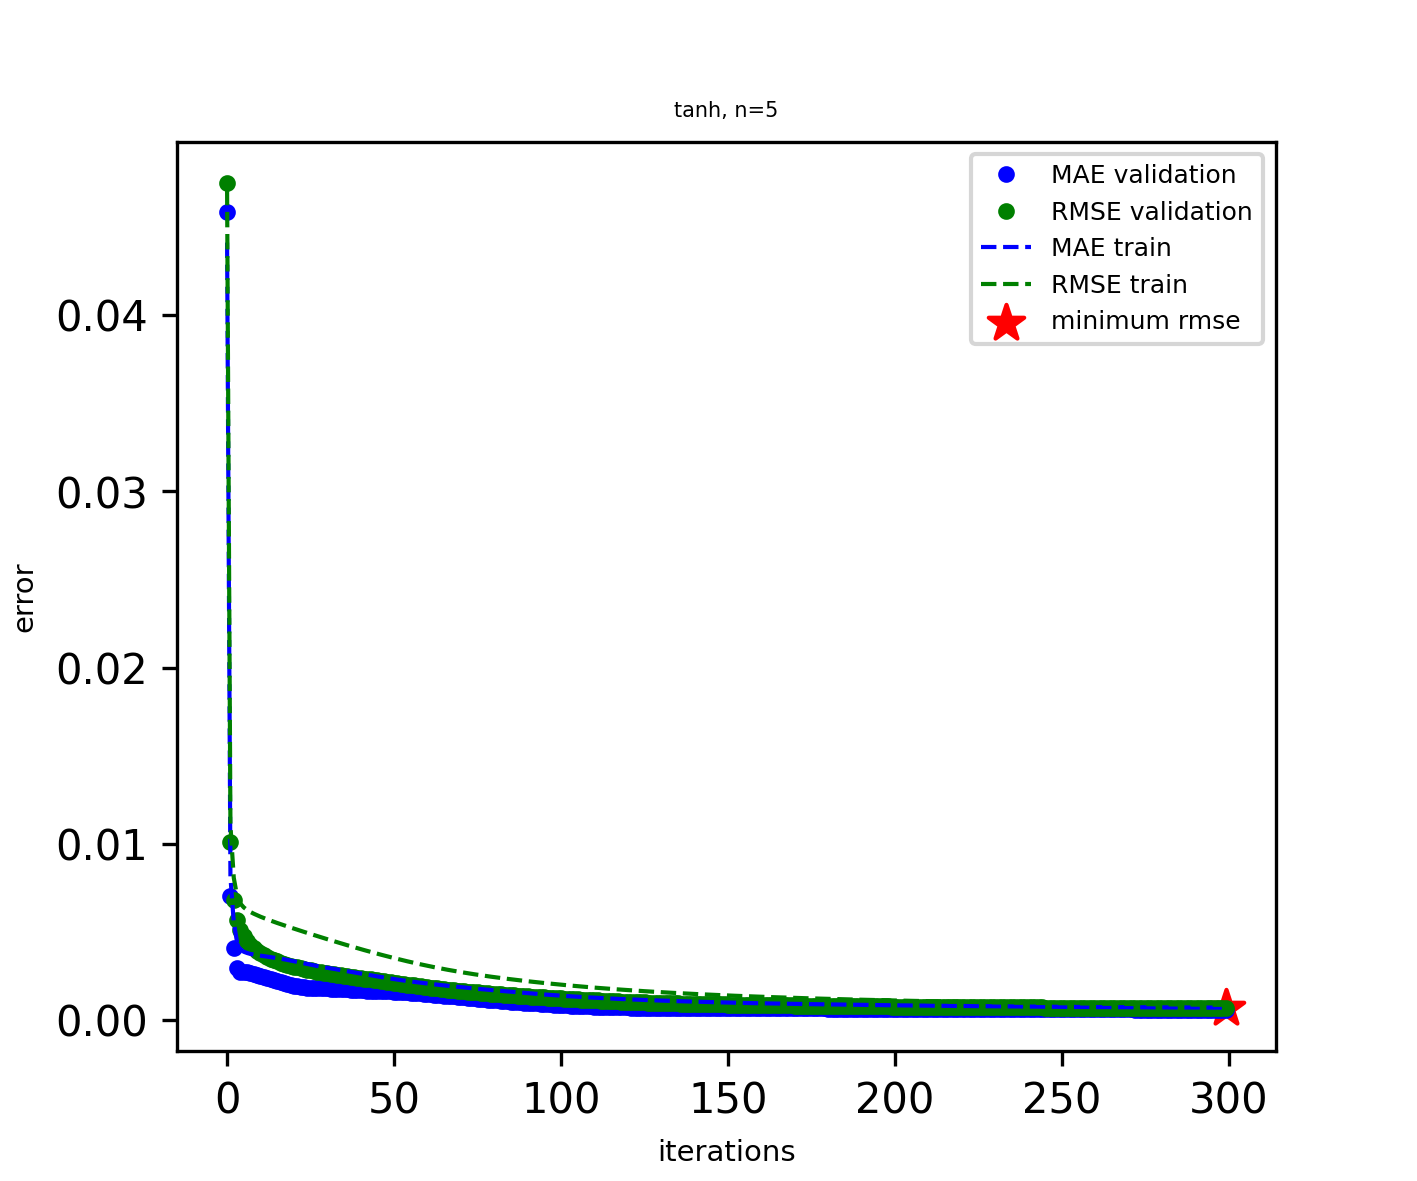 tanh, n=5
MAE validation
RMSE validation
MAE train
RMSE train
minimum rmse
0.04
0.03
0.02
0.01
0.00
error
0 50 100 150 200 250 300
iterations